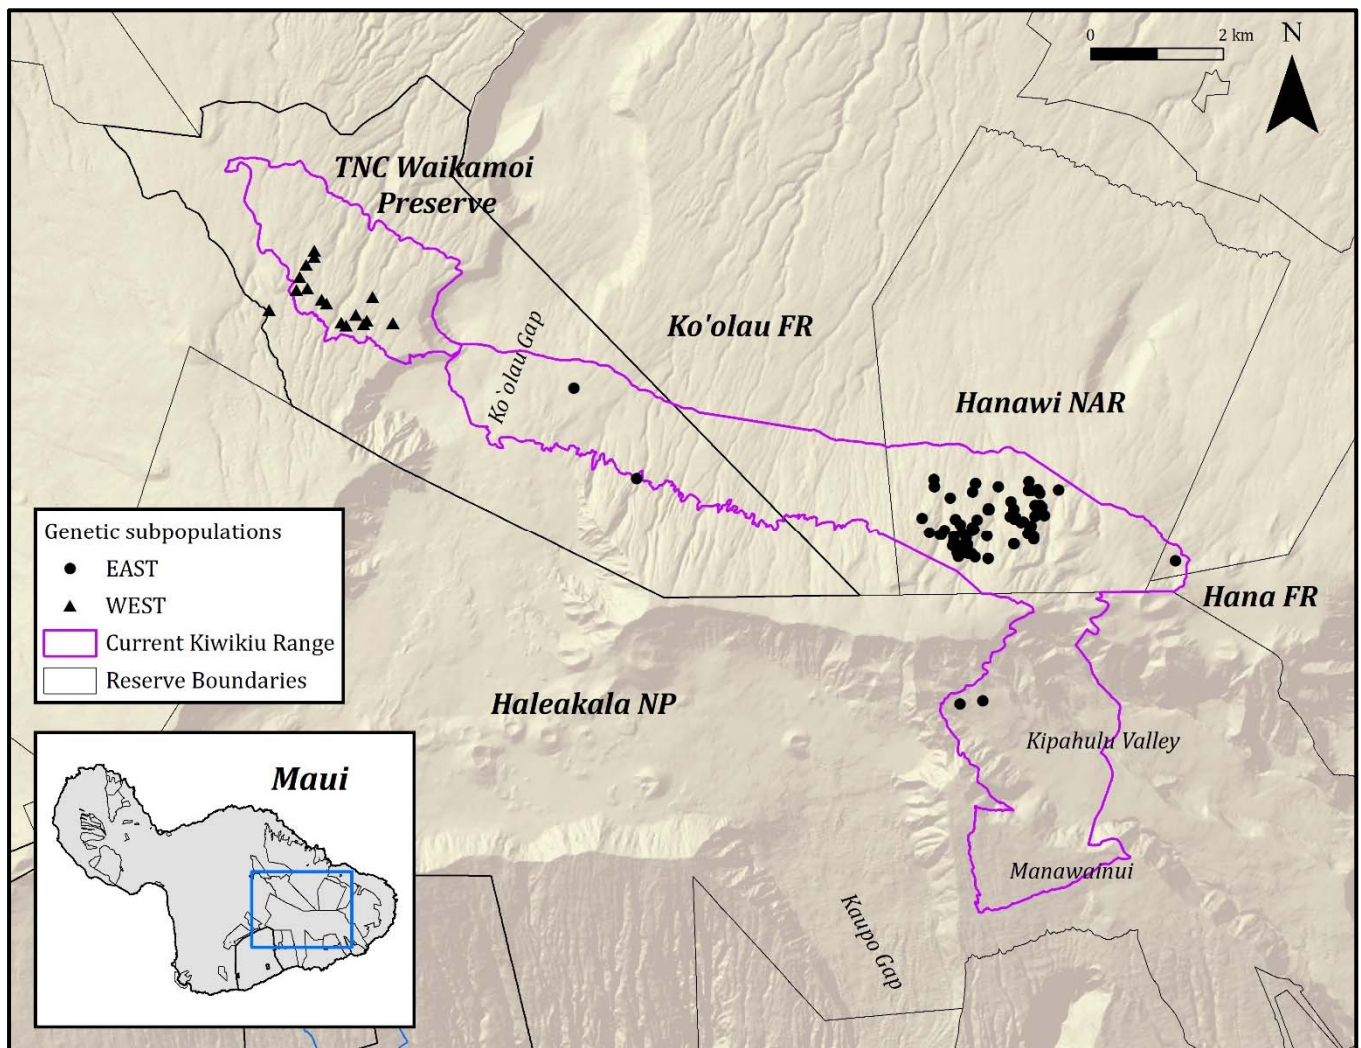 0 2 km N
TNC Waikamoi
Preserve
Ko'olau FR
Ko`olau Gap
Hanawi NAR
Hana FR
Genetic subpopulations
EAST
WEST
Current Kiwikiu Range
Reserve Boundaries
Haleakala NP
Kipahulu Valley
Manawainui
Kaupo Gap
Maui